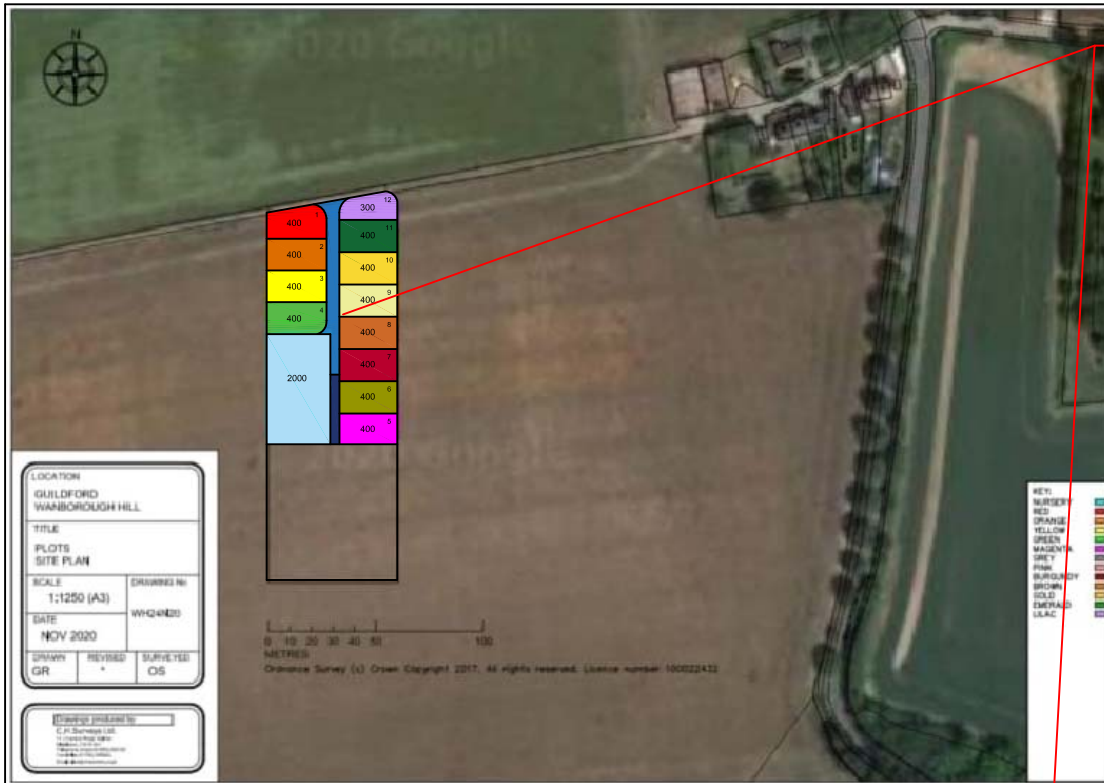 2020 Google
N
1
400
12
300
2
400
11
400
3
400
10
400
4
400
9
400
8
400
2000
7
400
6
400
5
400
LOCATION
GUILDFORD
WANBOROUGH HILL
TITLE
PLOTS
SITE PLAN
SCALE
1:1250 (A3)
DRAWING No
WH24N20
DATE
NOV 2020
DRAWN
GR
REVISED
*
SURVEYED
OS
Drawings produced by
C.H.Surveys Ltd.
0 10 20 30 40 50 100
METRES
Ordnance Survey (c) Crown Copyright 2017. All rights reserved. Licence number 100022432
KEY:
NURSERY
RED
ORANGE
YELLOW
GREEN
MAGENTA
GREY
PINK
BURGUNDY
BROWN
GOLD
EMERALD
LILAC